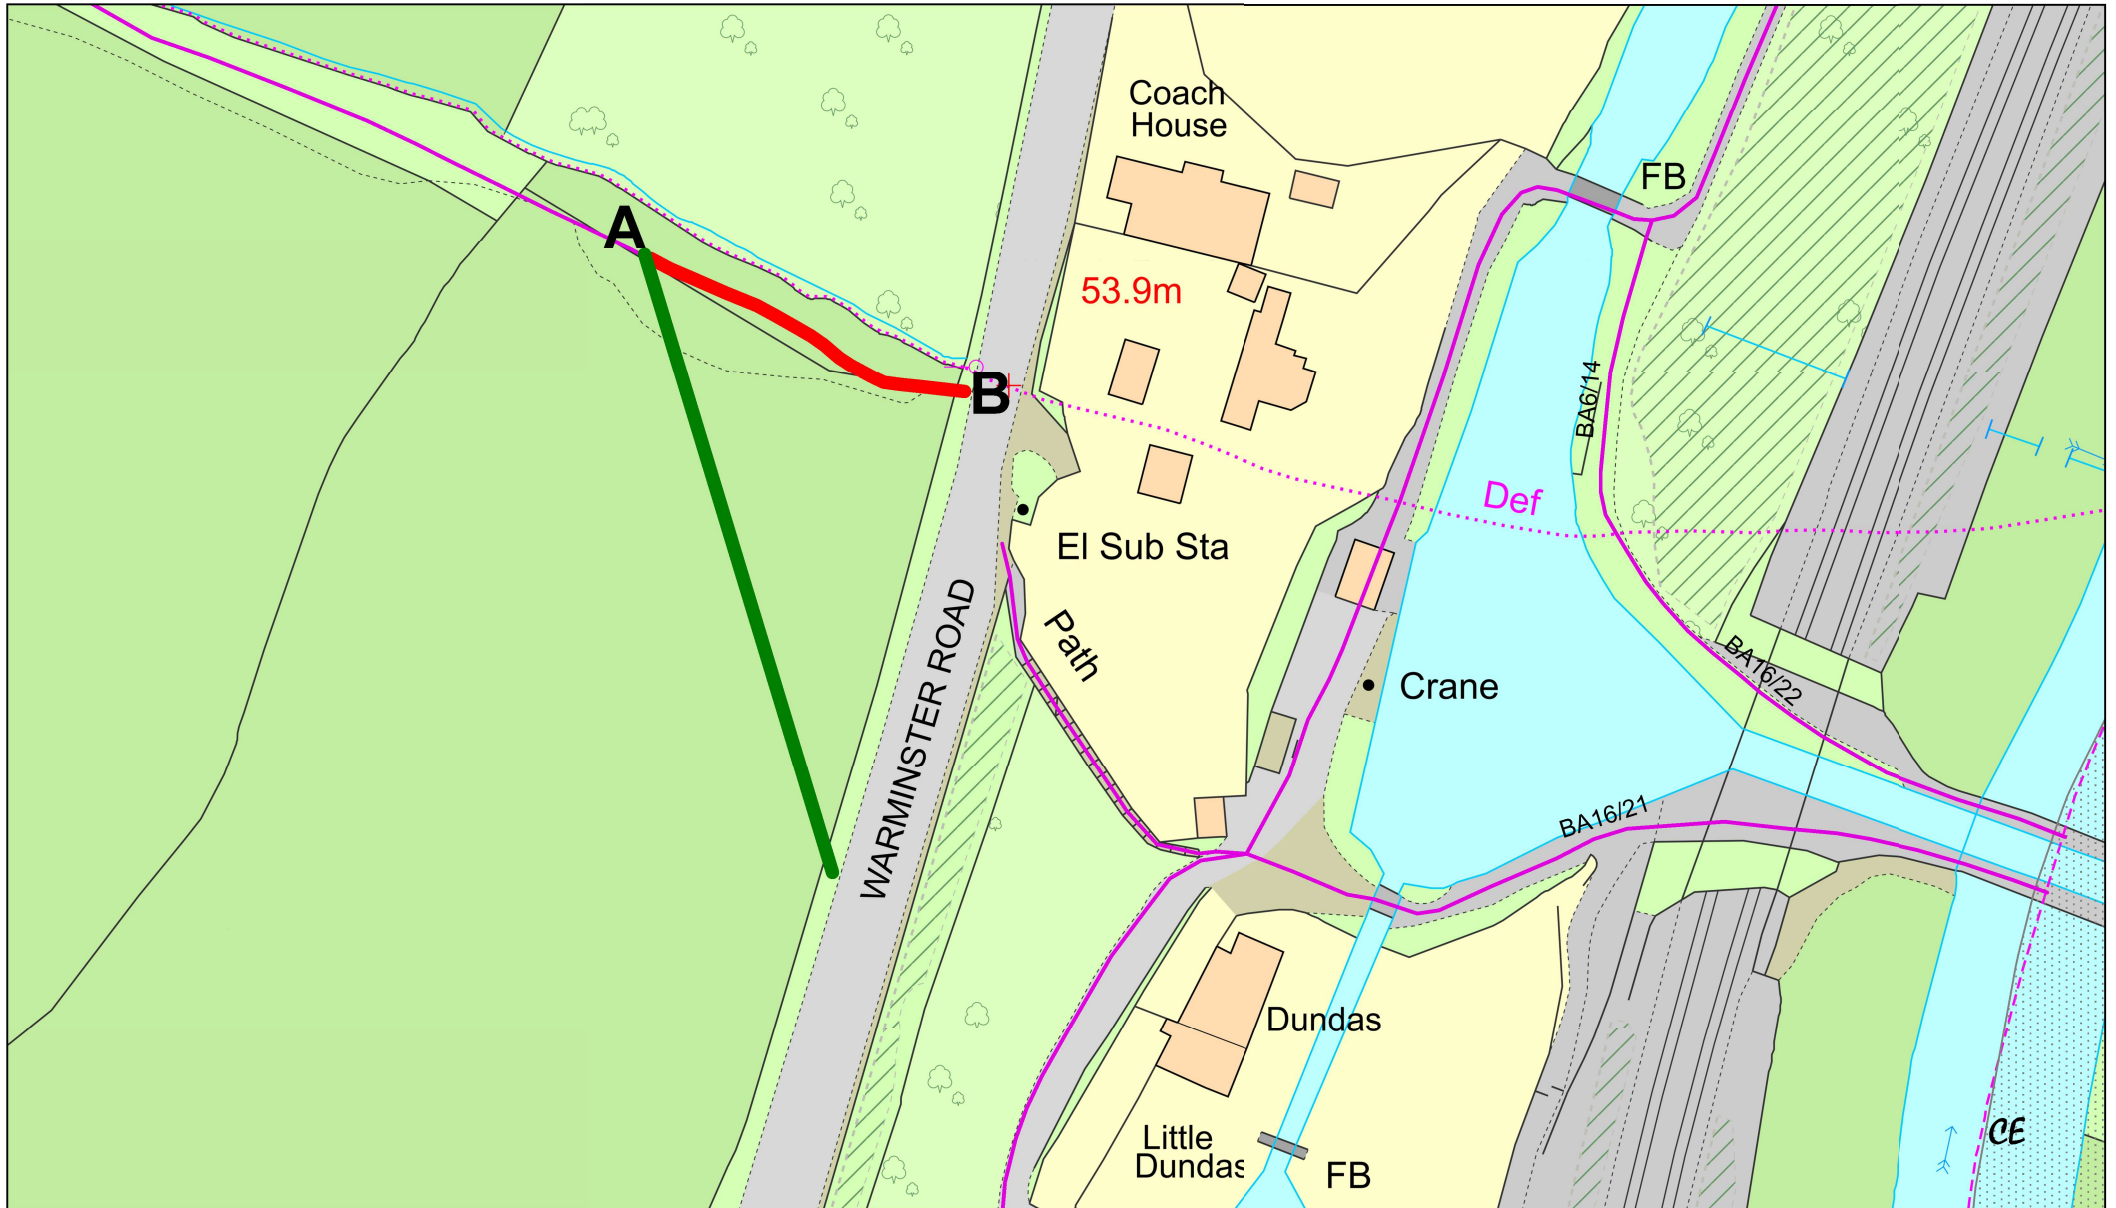 Coach
House
FB
A
53.9m
B
BA6/14
Def
El Sub Sta
WARMINSTER ROAD
Path
Crane
BA16/22
BA16/21
Dundas
Little
Dundas
FB
CE